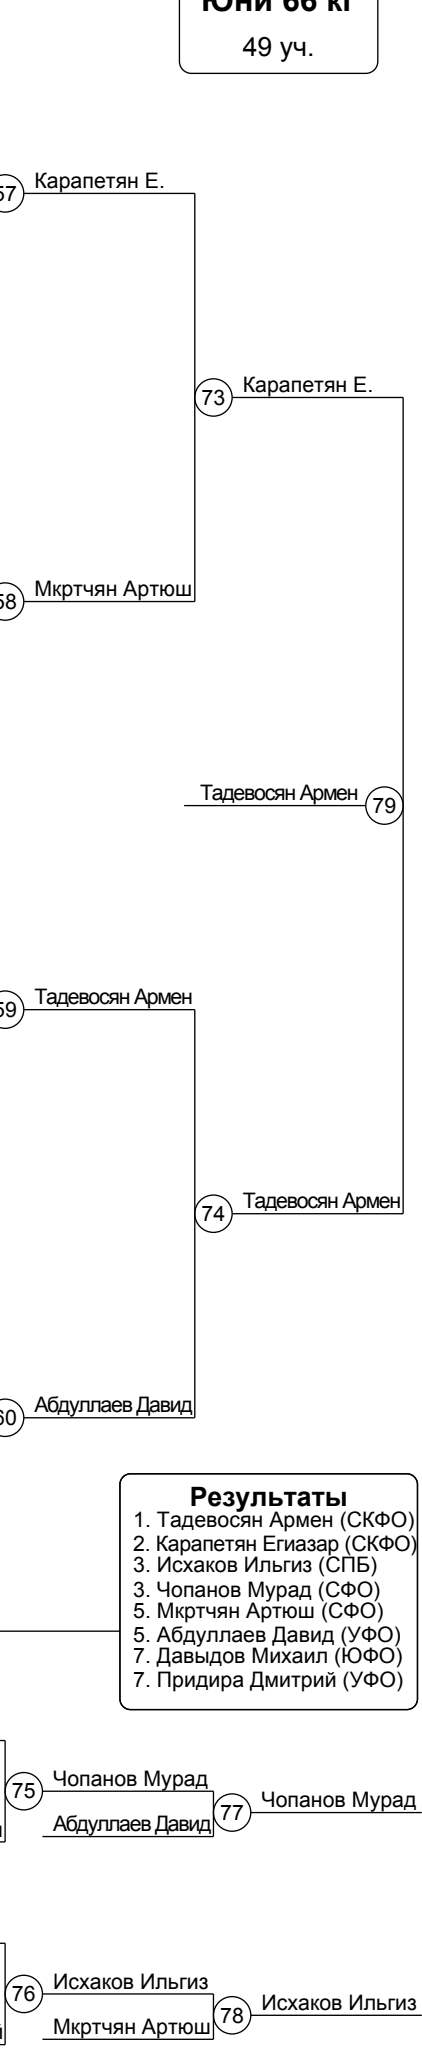 Юни 66 кг
49 уч.
57 Карапетян Е.
73 Карапетян Е.
58 Мкртчян Артюш
Тадевосян Армен 79
59 Тадевосян Армен
74 Тадевосян Армен
60 Абдуллаев Давид
Результаты
1. Тадевосян Армен (СКФО)
2. Карапетян Егиазар (СКФО)
3. Исхаков Ильгиз (СПБ)
3. Чопанов Мурад (СФО)
5. Мкртчян Артюш (СФО)
5. Абдуллаев Давид (УФО)
7. Давыдов Михаил (ЮФО)
7. Придира Дмитрий (УФО)
75 Чопанов Мурад
77 Чопанов Мурад
Абдуллаев Давид
76 Исхаков Ильгиз
78 Исхаков Ильгиз
Мкртчян Артюш